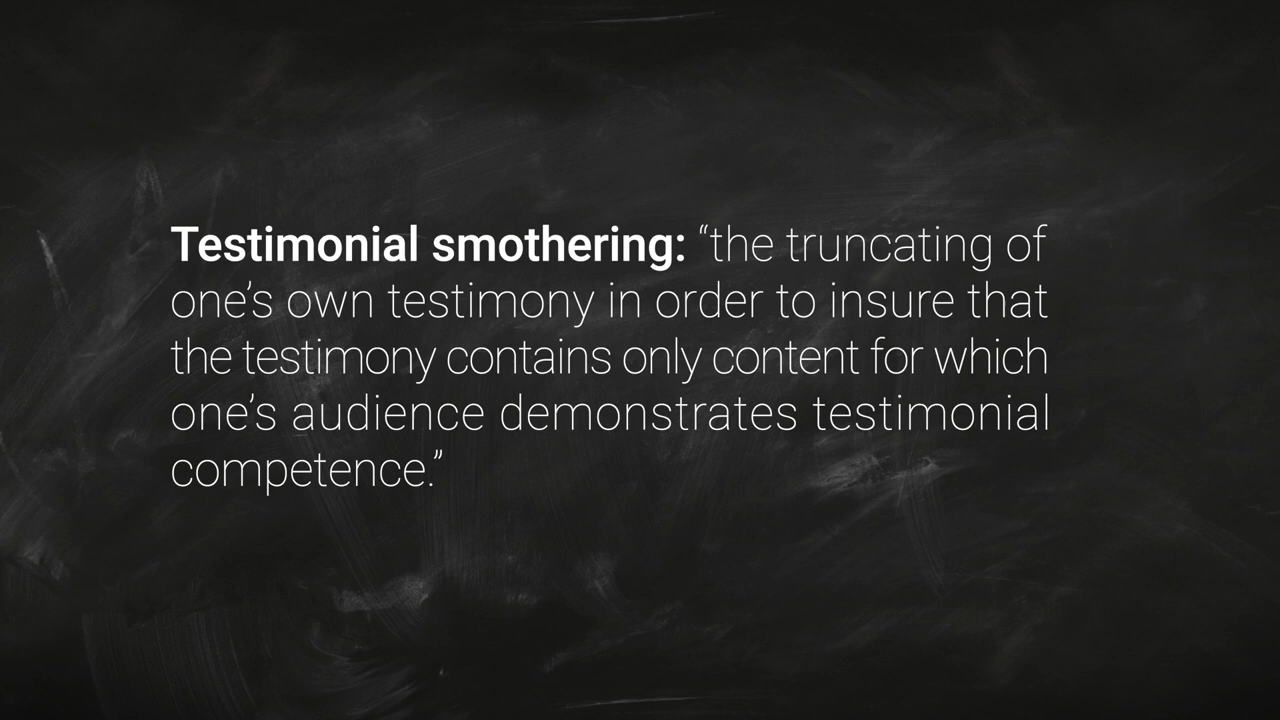 Testimonial smothering: “the truncating of
one’s own testimony in order to insure that
the testimony contains only content for which
one’s audience demonstrates testimonial
competence.”